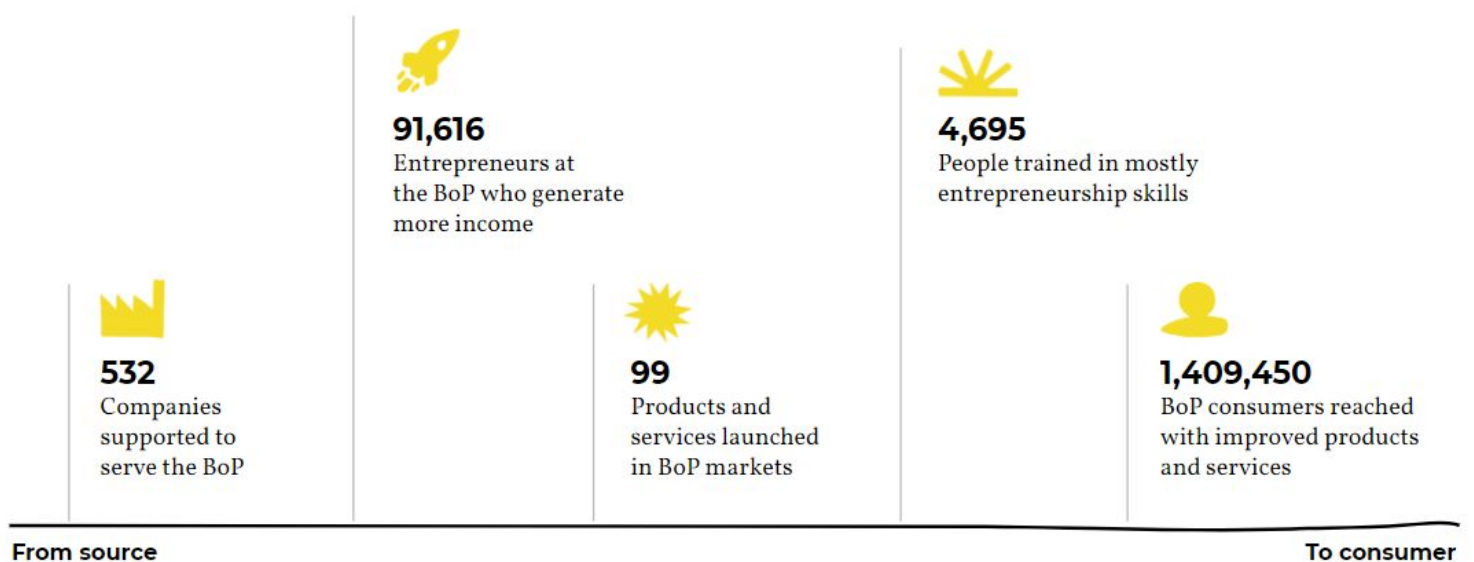 91,616
Entrepreneurs at
the BoP who generate
more income
4,695
People trained in mostly
entrepreneurship skills
532
Companies
supported to
serve the BoP
99
Products and
services launched
in BoP markets
1,409,450
BoP consumers reached
with improved products
and services
From source
To consumer